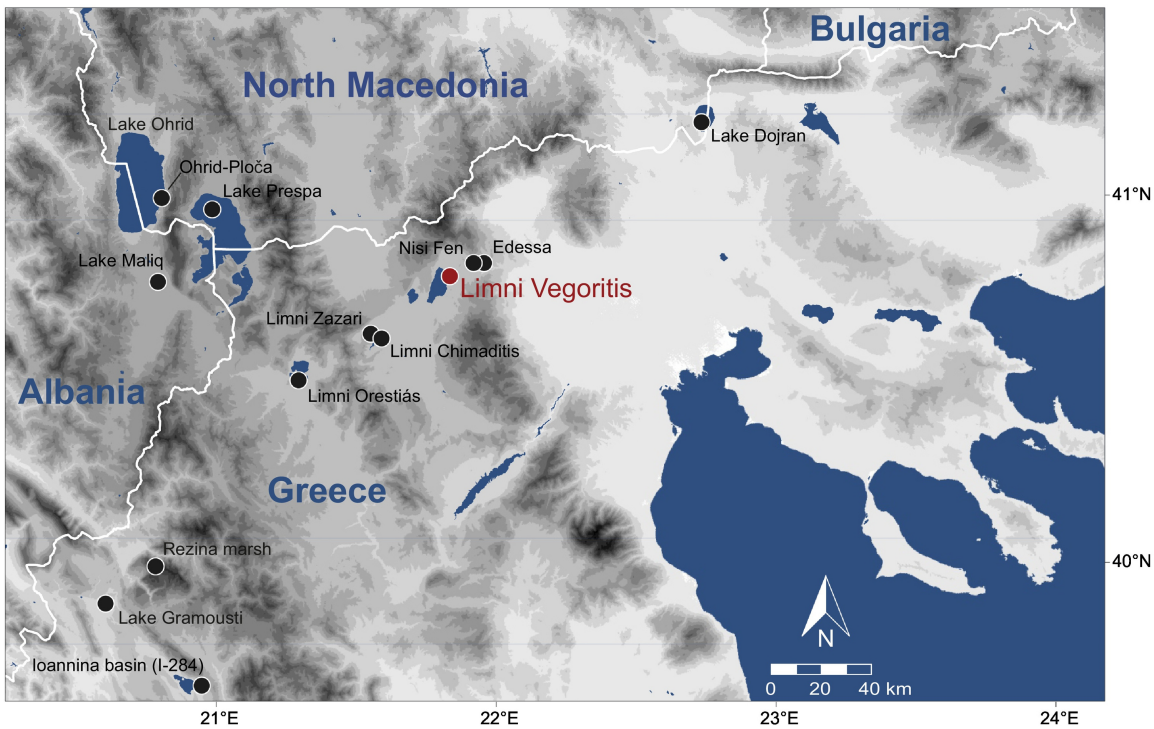 Bulgaria
North Macedonia
Lake Ohrid
Lake Dojran
Ohrid-Ploča
Lake Prespa
41°N
Nisi Fen
Edessa
Lake Maliq
Limni Vegoritis
Limni Zazari
Limni Chimaditis
Albania
Limni Orestiás
Greece
Rezina marsh
40°N
Lake Gramousti
N
Ioannina basin (I-284)
0 20 40 km
21°E 22°E 23°E 24°E